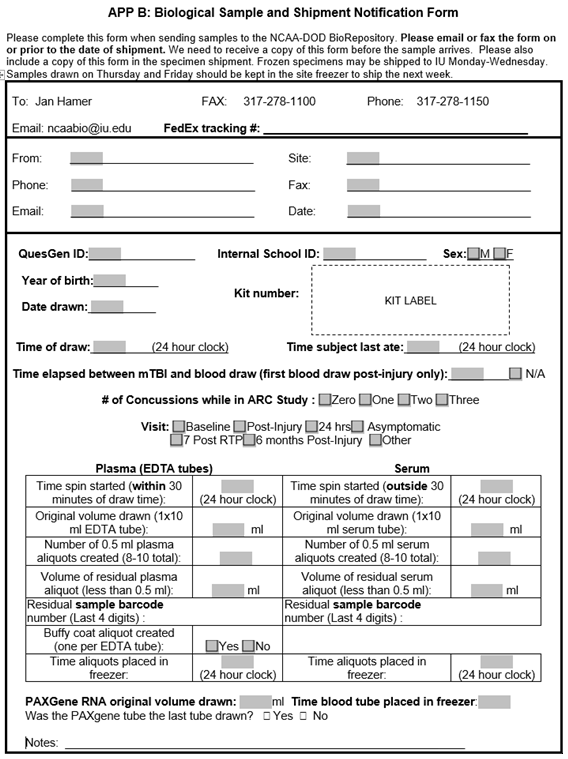 APP B: Biological Sample and Shipment Notification Form
Please complete this form when sending samples to the NCAA-DOD BioRepository. Please email or fax the form on
or prior to the date of shipment. We need to receive a copy of this form before the sample arrives. Please also
include a copy of this form in the specimen shipment. Frozen specimens may be shipped to IU Monday-Wednesday.
Samples drawn on Thursday and Friday should be kept in the site freezer to ship the next week.
To: Jan Hamer FAX: 317-278-1100 Phone: 317-278-1150
Email: ncaabio@iu.edu FedEx tracking #:
From: Site:
Phone: Fax:
Email: Date:
QuesGen ID: Internal School ID: Sex: M F
Year of birth:
Kit number: KIT LABEL
Date drawn:
Time of draw: (24 hour clock) Time subject last ate: (24 hour clock)
Time elapsed between mTBI and blood draw (first blood draw post-injury only): N/A
# of Concussions while in ARC Study : Zero One Two Three
Visit: Baseline Post-Injury 24 hrs Asymptomatic
7 Post RTP 6 months Post-Injury Other
Plasma (EDTA tubes) Serum
Time spin started (within 30 Time spin started (outside 30
minutes of draw time): (24 hour clock) minutes of draw time): (24 hour clock)
Original volume drawn (1x10 Original volume drawn (1x10
ml EDTA tube): ml ml serum tube): ml
Number of 0.5 ml plasma Number of 0.5 ml serum
aliquots created (8-10 total): aliquots created (8-10 total):
Volume of residual plasma Volume of residual serum
aliquot (less than 0.5 ml): ml aliquot (less than 0.5 ml): ml
Residual sample barcode Residual sample barcode
number (Last 4 digits) : number (Last 4 digits) :
Buffy coat aliquot created
(one per EDTA tube): Yes No
Time aliquots placed in Time aliquots placed in
freezer: (24 hour clock) freezer: (24 hour clock)
PAXGene RNA original volume drawn: ml Time blood tube placed in freezer:
Was the PAXgene tube the last tube drawn? Yes No
Notes: